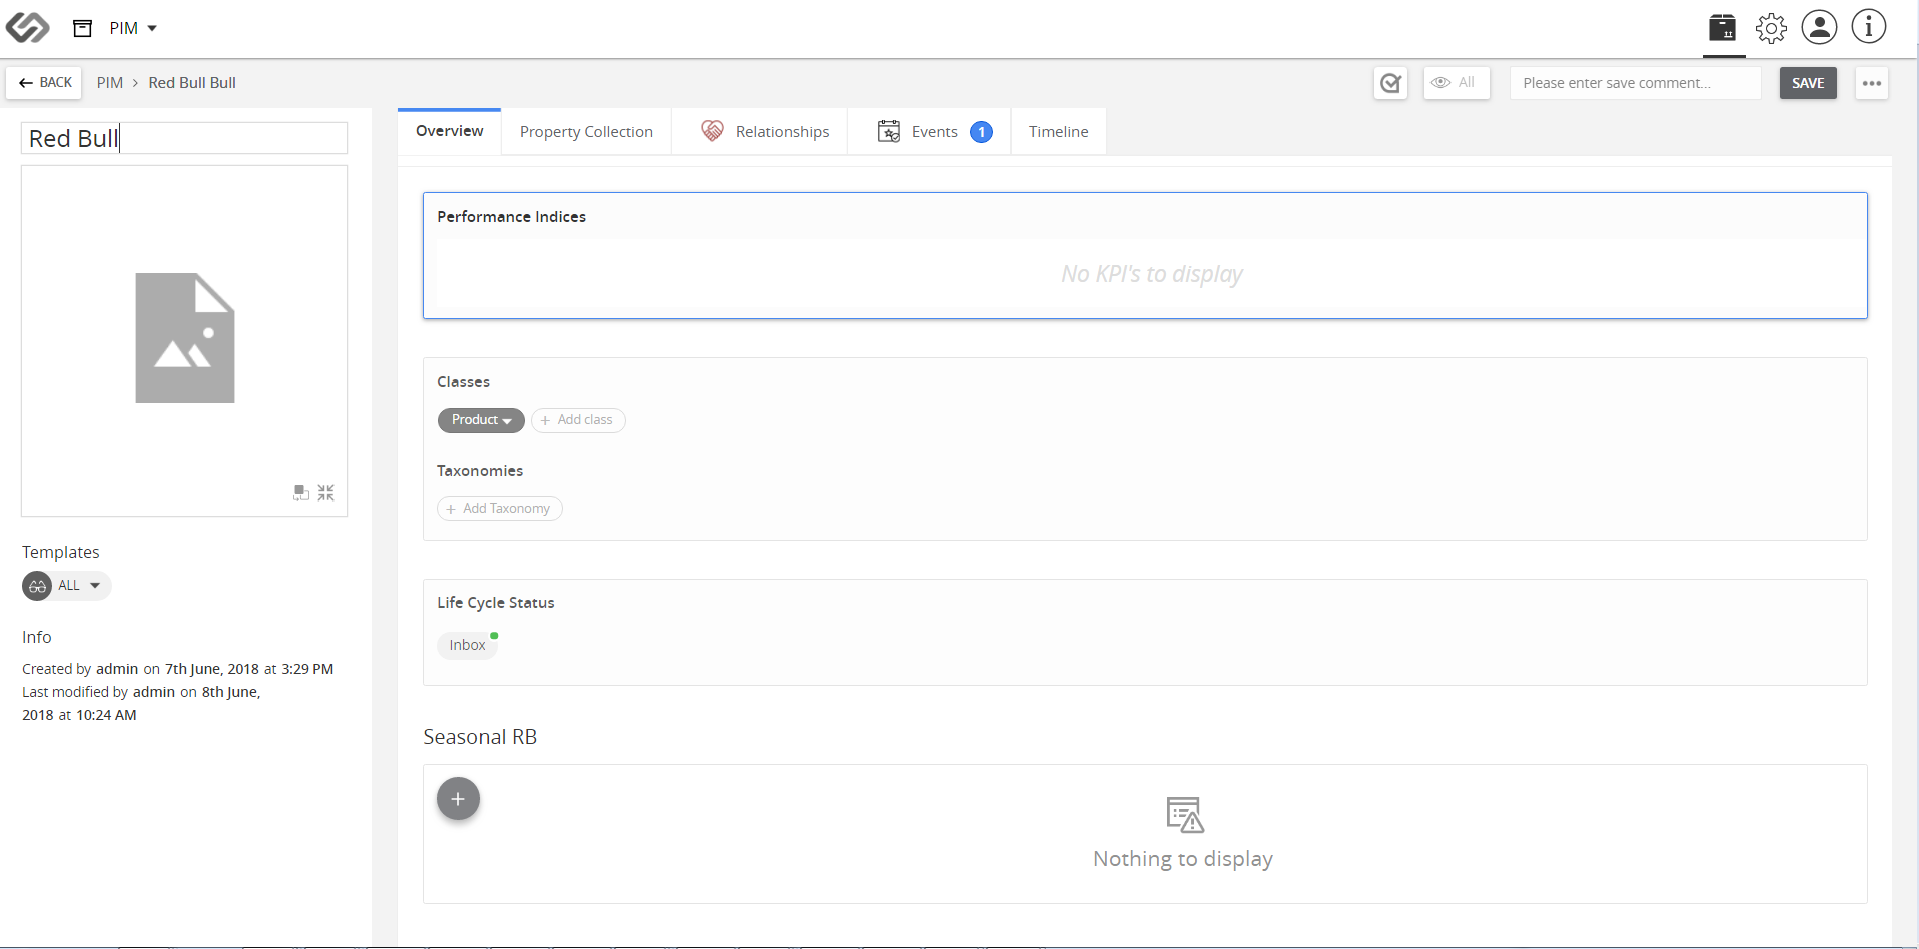 PIM
BACK
PIM > Red Bull Bull
All
Please enter save comment...
SAVE
Red Bull
Overview
Property Collection
Relationships
Events 1
Timeline
Performance Indices
No KPI's to display
Classes
Product
+ Add class
Taxonomies
+ Add Taxonomy
Templates
ALL
Life Cycle Status
Inbox
Info
Created by admin on 7th June, 2018 at 3:29 PM
Last modified by admin on 8th June,
2018 at 10:24 AM
Seasonal RB
Nothing to display